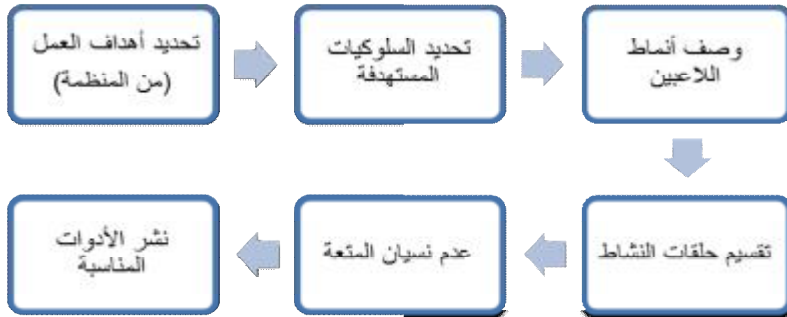 تحديد أهداف العمل
(من المنظمة)
تحديد السلوكيات
المستهدفة
وصف أنماط
اللاعبين
تقسيم حلقات النشاط
عدم نسيان المتعة
نشر الأدوات
المناسبة